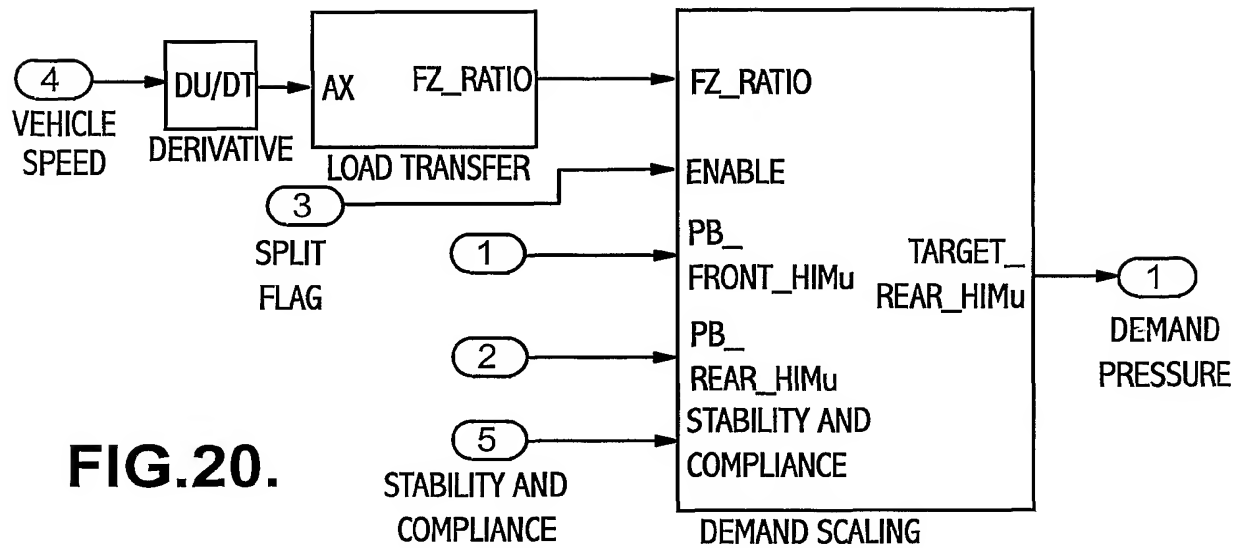 4
VEHICLE
SPEED
DU/DT
DERIVATIVE
AX
FZ_RATIO
LOAD TRANSFER
3
SPLIT
FLAG
1
2
5
STABILITY AND
COMPLIANCE
FZ_RATIO
ENABLE
PB_
FRONT_HIMu
PB_
REAR_HIMu
STABILITY AND
COMPLIANCE
TARGET_
REAR_HIMu
DEMAND SCALING
1
DEMAND
PRESSURE
FIG.20.